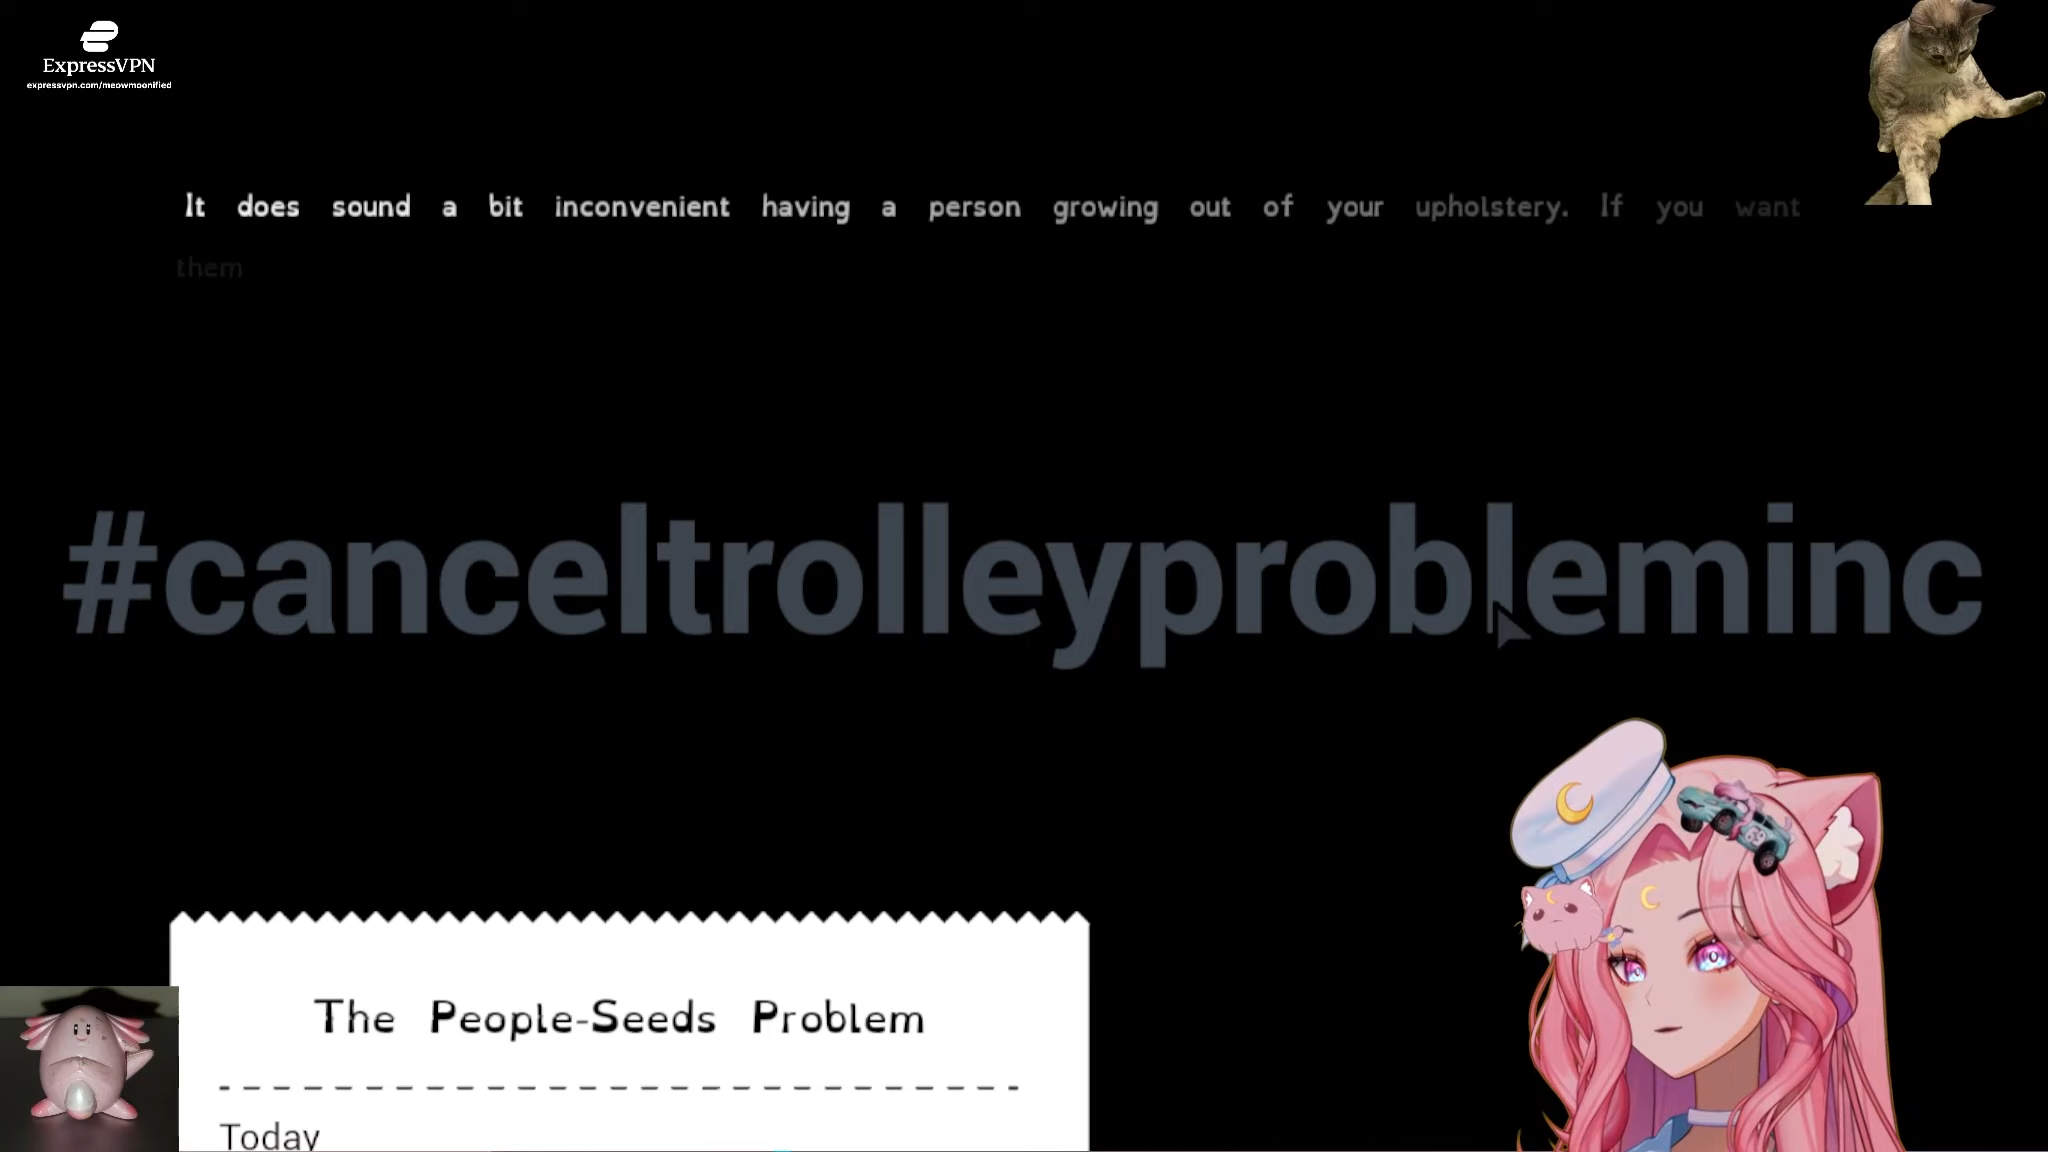 ExpressVPN
expressvpn.com/meowmoonified
It does sound a bit inconvenient having a person growing out of your upholstery. If you want
them
#canceltrolleyprobleminc
The People-Seeds Problem
Today